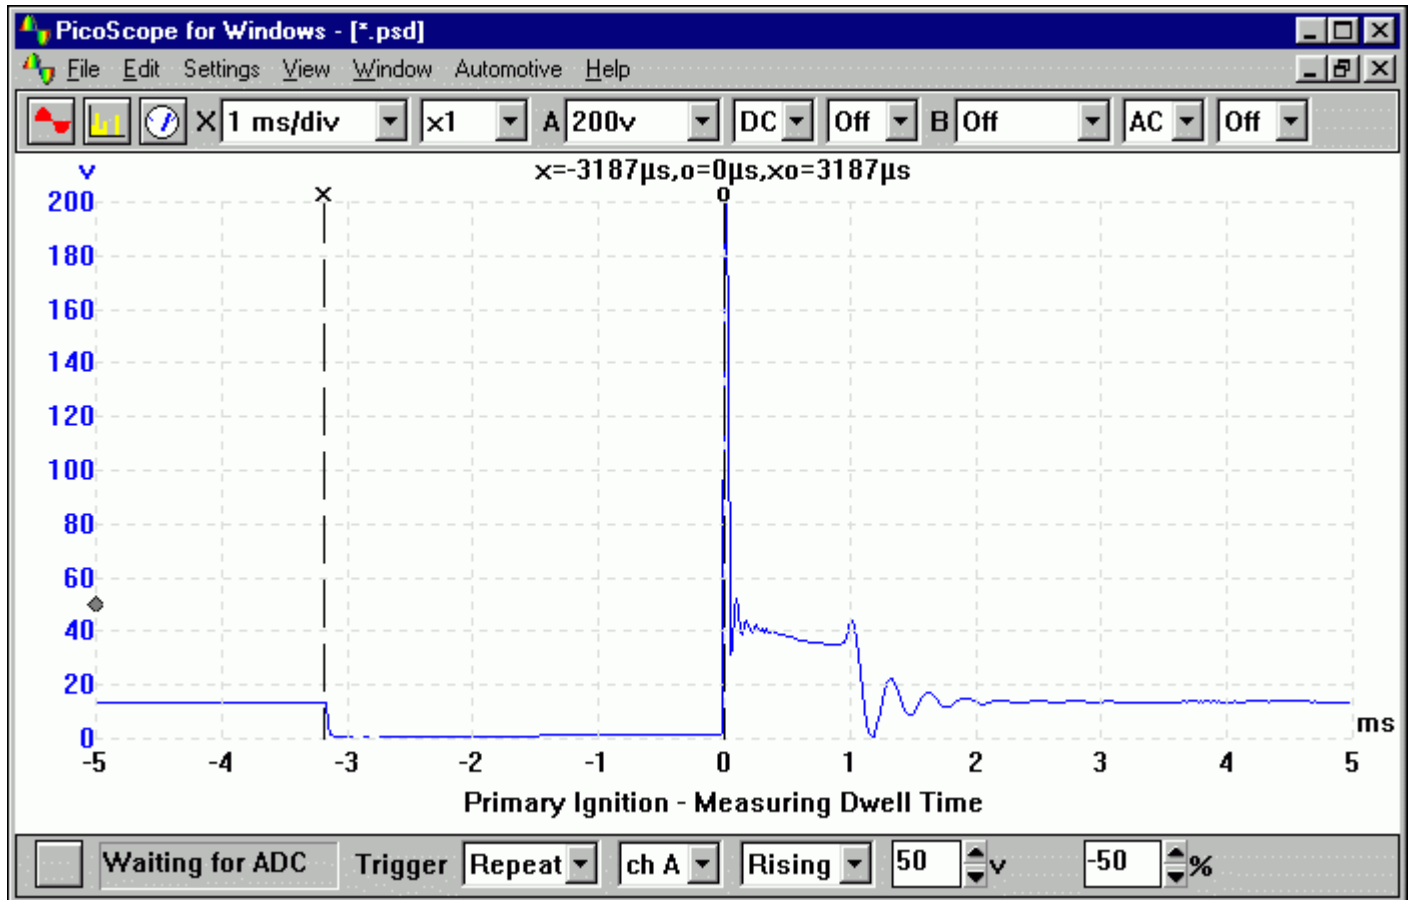 PicoScope for Windows - [*.psd]
File Edit Settings View Window Automotive Help
X 1 ms/div x1 A 200v DC Off B Off AC Off
v x=-3187µs,o=0µs,xo=3187µs
x o
200
180
160
140
120
100
80
60
40
20
0 ms
-5 -4 -3 -2 -1 0 1 2 3 4 5
Primary Ignition - Measuring Dwell Time
Waiting for ADC Trigger Repeat ch A Rising 50 v -50 %